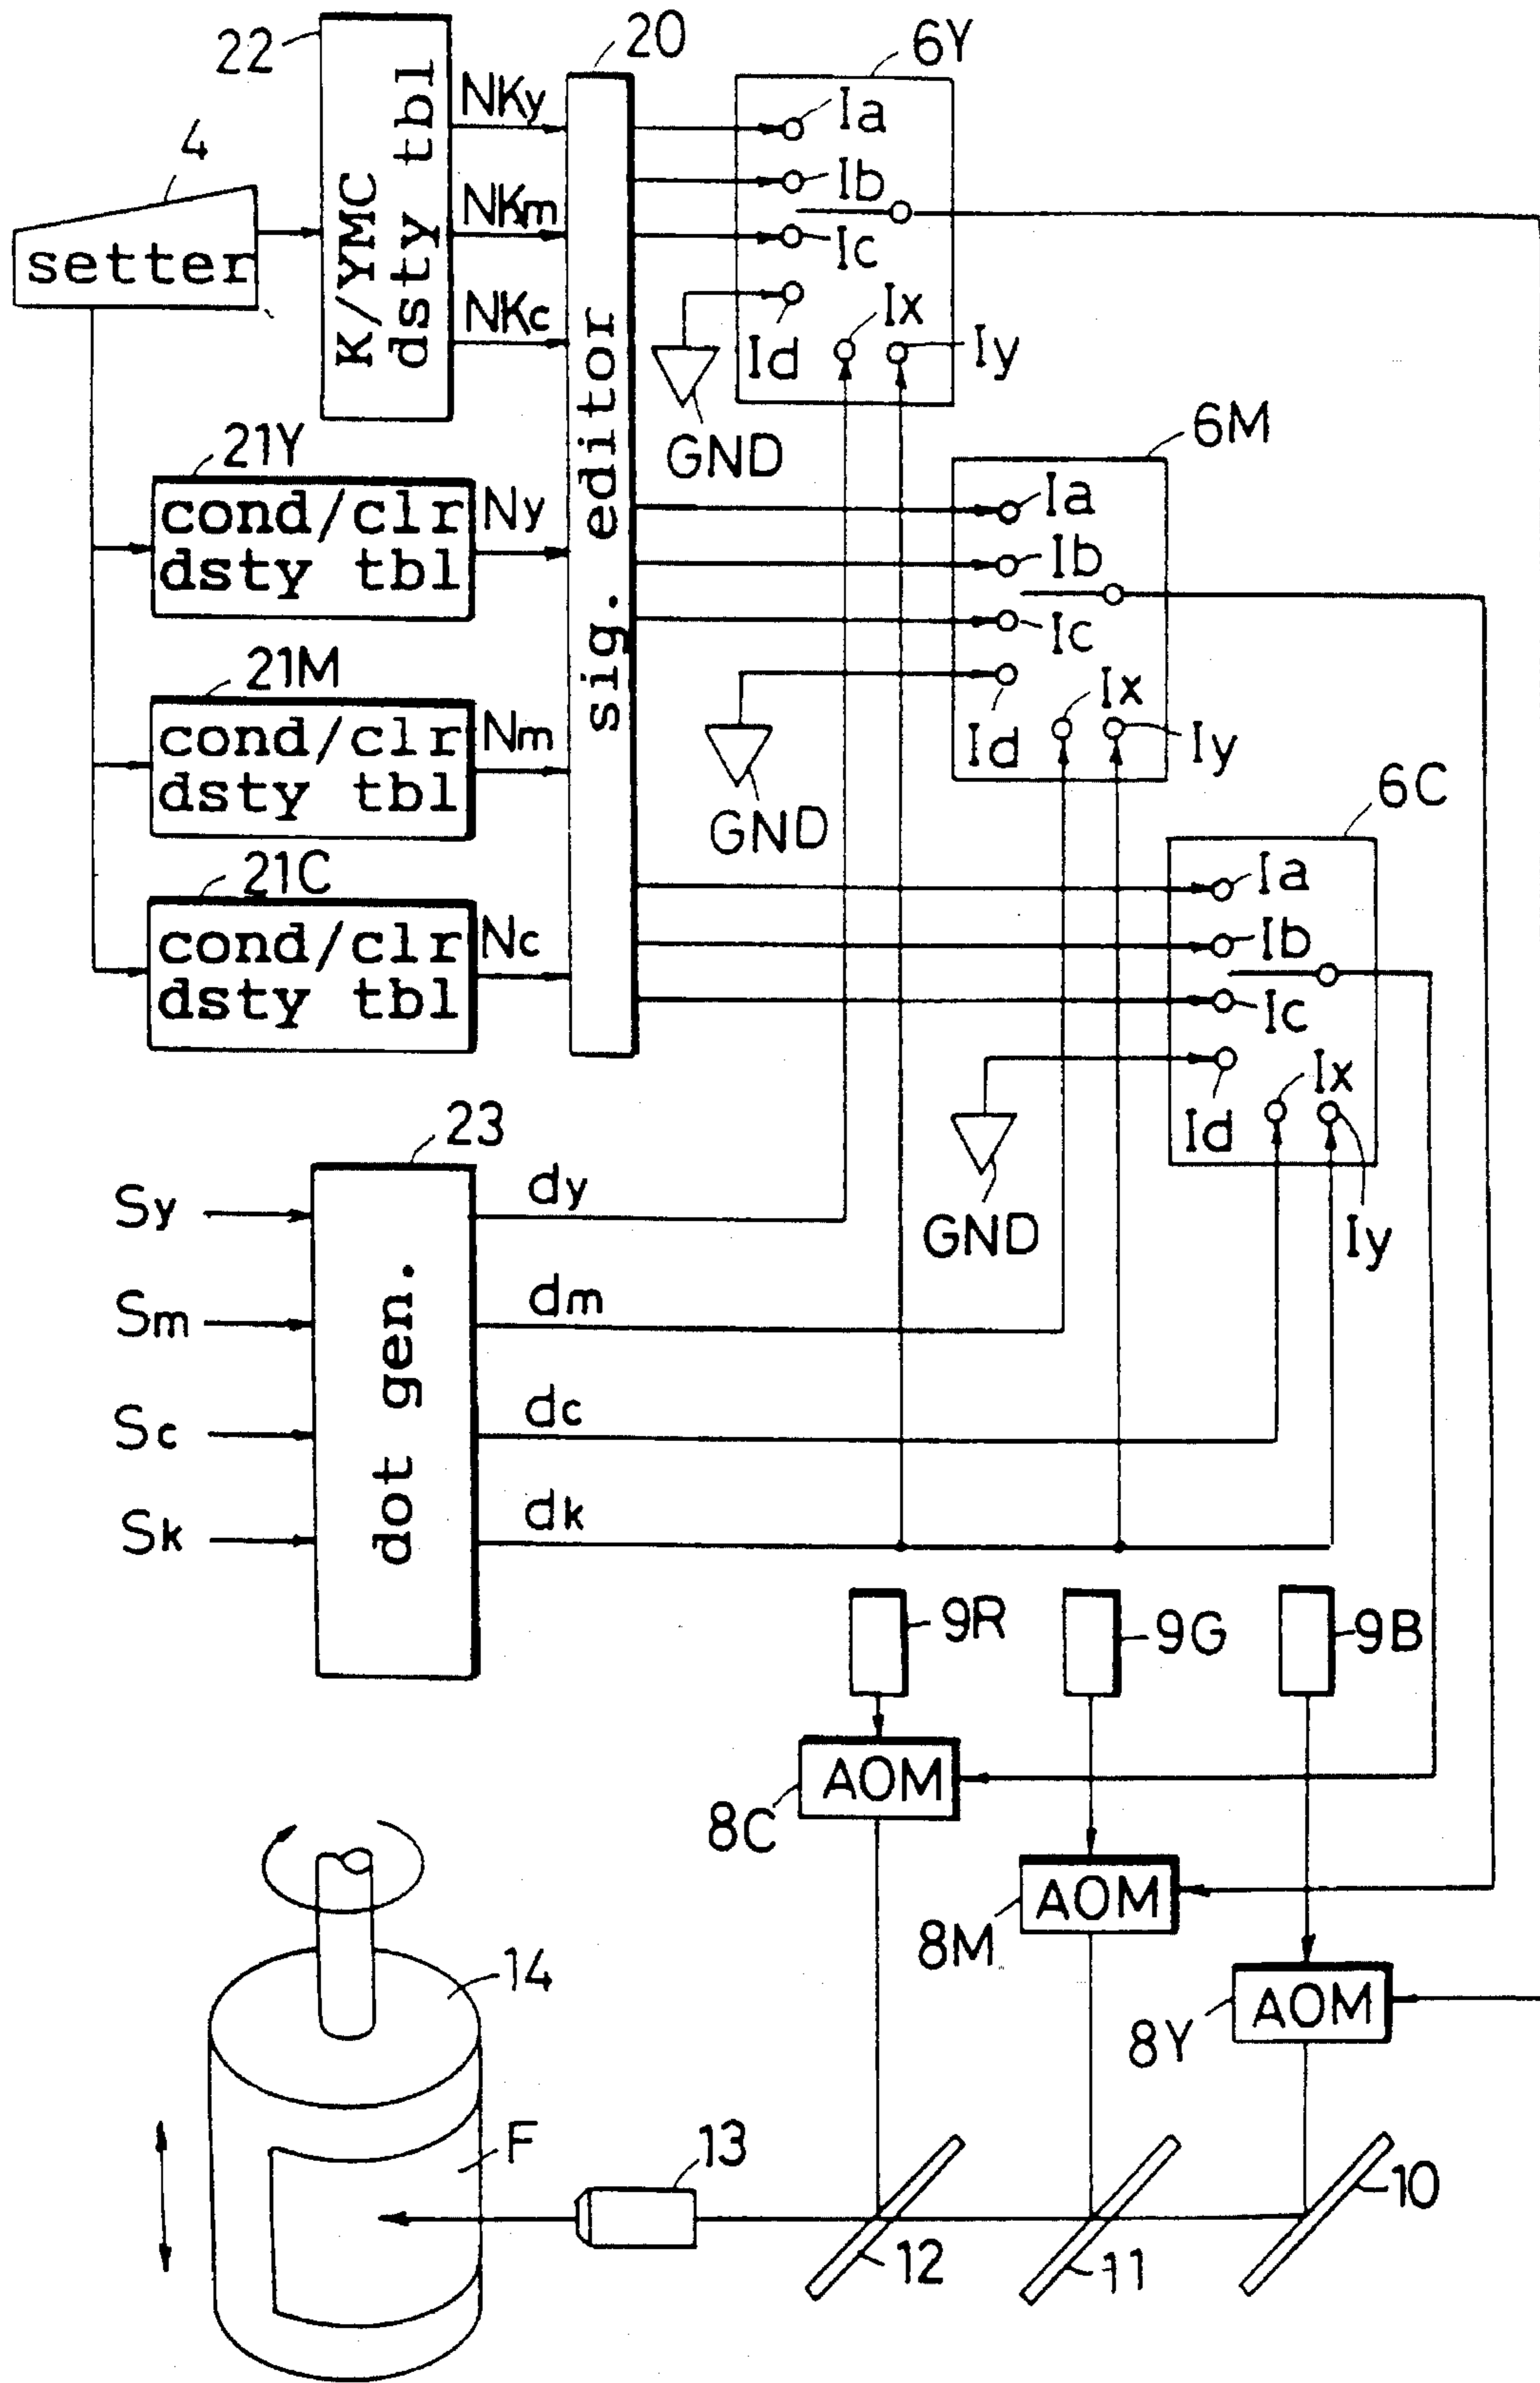 22
K/YMC
dsty tbl
4
setter
NKy
NKm
NKc
20
sig. editor
6Y
Ia
Ib
Ic
Id
Ix
Iy
GND
21Y
cond/clr
dsty tbl
Ny
21M
cond/clr
dsty tbl
Nm
21C
cond/clr
dsty tbl
Nc
6M
Ia
Ib
Ic
Id
Ix
Iy
GND
6C
Ia
Ib
Ic
Id
Ix
Iy
GND
23
dot gen.
Sy
Sm
Sc
Sk
dy
dm
dc
dk
9R
9G
9B
AOM
8C
AOM
8M
AOM
8Y
14
F
13
12
11
10